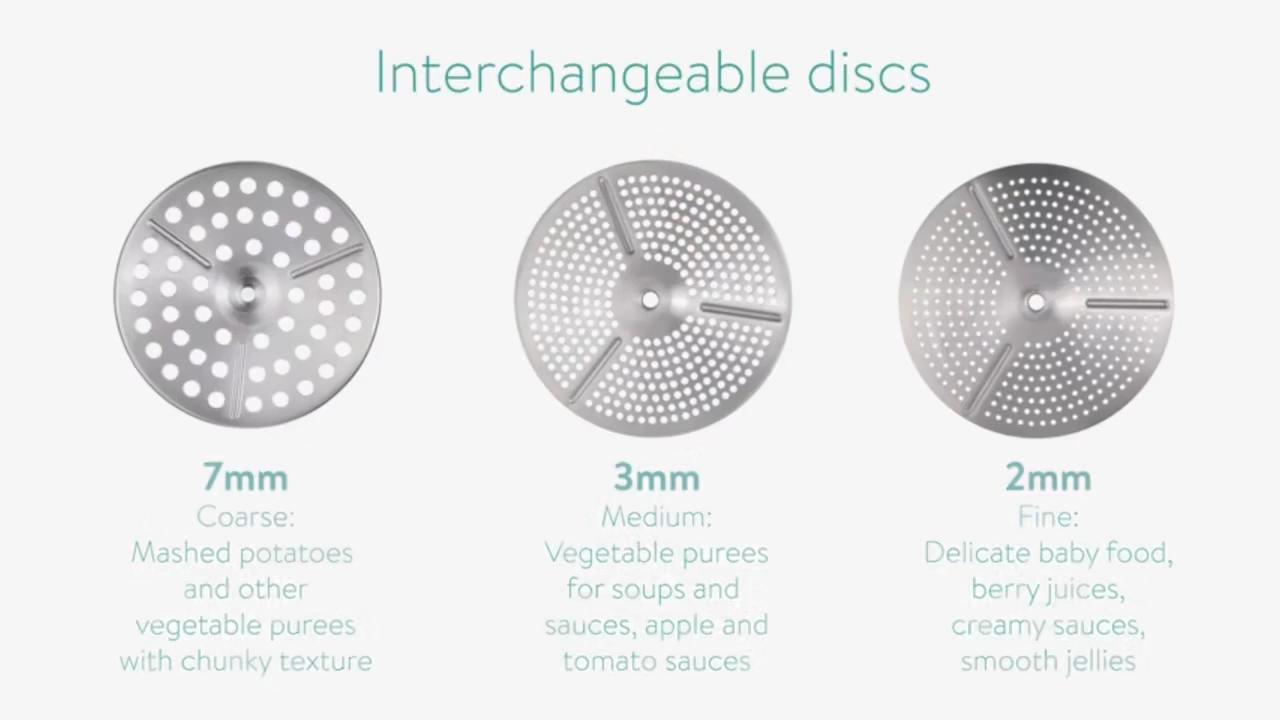 Interchangeable discs
7mm
Coarse:
Mashed potatoes
and other
vegetable purees
with chunky texture
3mm
Medium:
Vegetable purees
for soups and
sauces, apple and
tomato sauces
2mm
Fine:
Delicate baby food,
berry juices,
creamy sauces,
smooth jellies